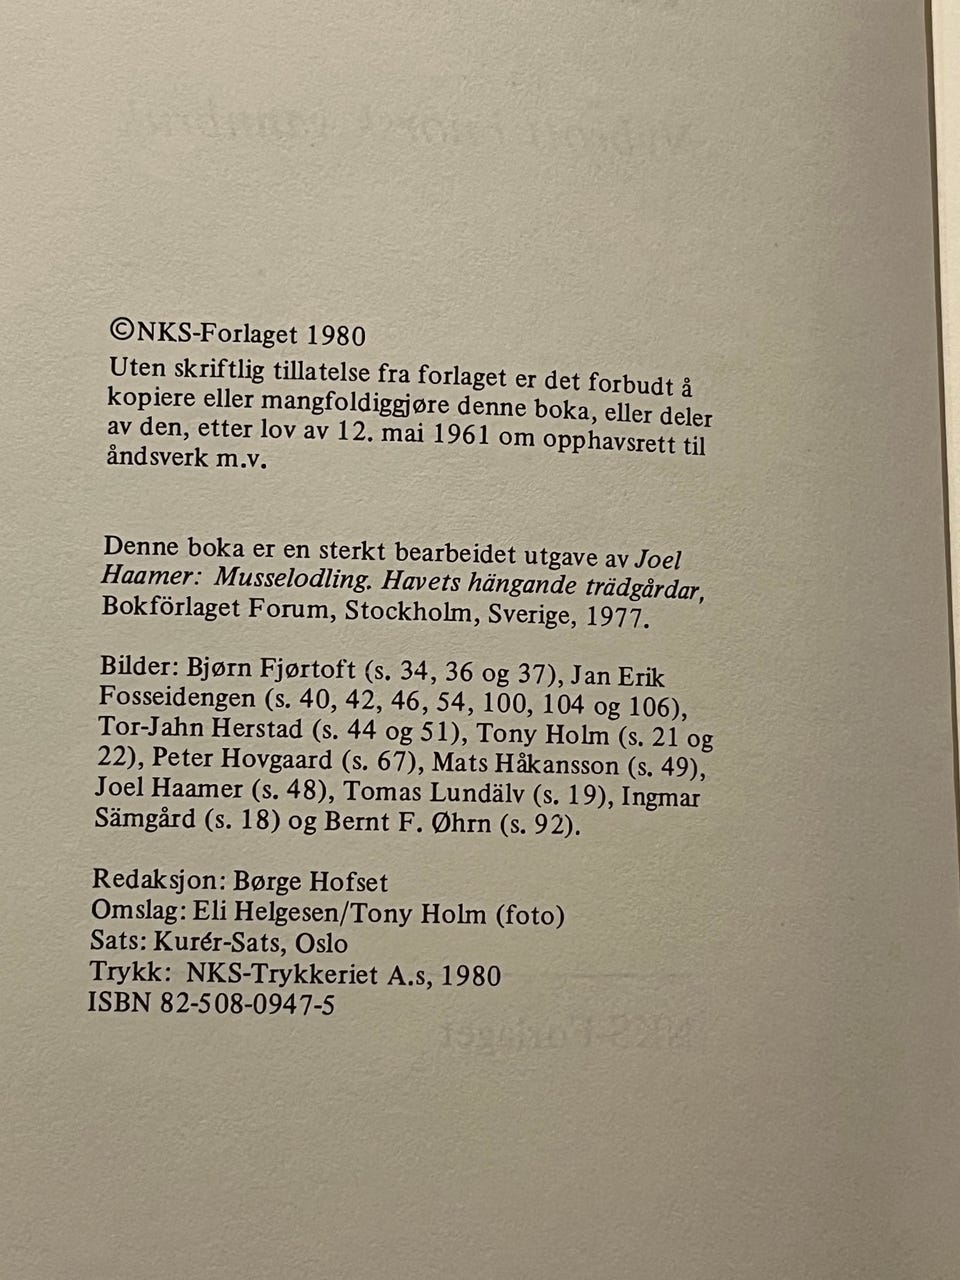 ©NKS-Forlaget 1980
Uten skriftlig tillatelse fra forlaget er det forbudt å
kopiere eller mangfoldiggjøre denne boka, eller deler
av den, etter lov av 12. mai 1961 om opphavsrett til
åndsverk m.v.
Denne boka er en sterkt bearbeidet utgave av Joel
Haamer: Musselodling. Havets hängande trädgårdar,
Bokförlaget Forum, Stockholm, Sverige, 1977.
Bilder: Bjørn Fjørtoft (s. 34, 36 og 37), Jan Erik
Fosseidengen (s. 40, 42, 46, 54, 100, 104 og 106),
Tor-Jahn Herstad (s. 44 og 51), Tony Holm (s. 21 og
22), Peter Hovgaard (s. 67), Mats Håkansson (s. 49),
Joel Haamer (s. 48), Tomas Lundälv (s. 19), Ingmar
Sämgård (s. 18) og Bernt F. Øhrn (s. 92).
Redaksjon: Børge Hofset
Omslag: Eli Helgesen/Tony Holm (foto)
Sats: Kurér-Sats, Oslo
Trykk: NKS-Trykkeriet A.s, 1980
ISBN 82-508-0947-5
NKS-Forlaget